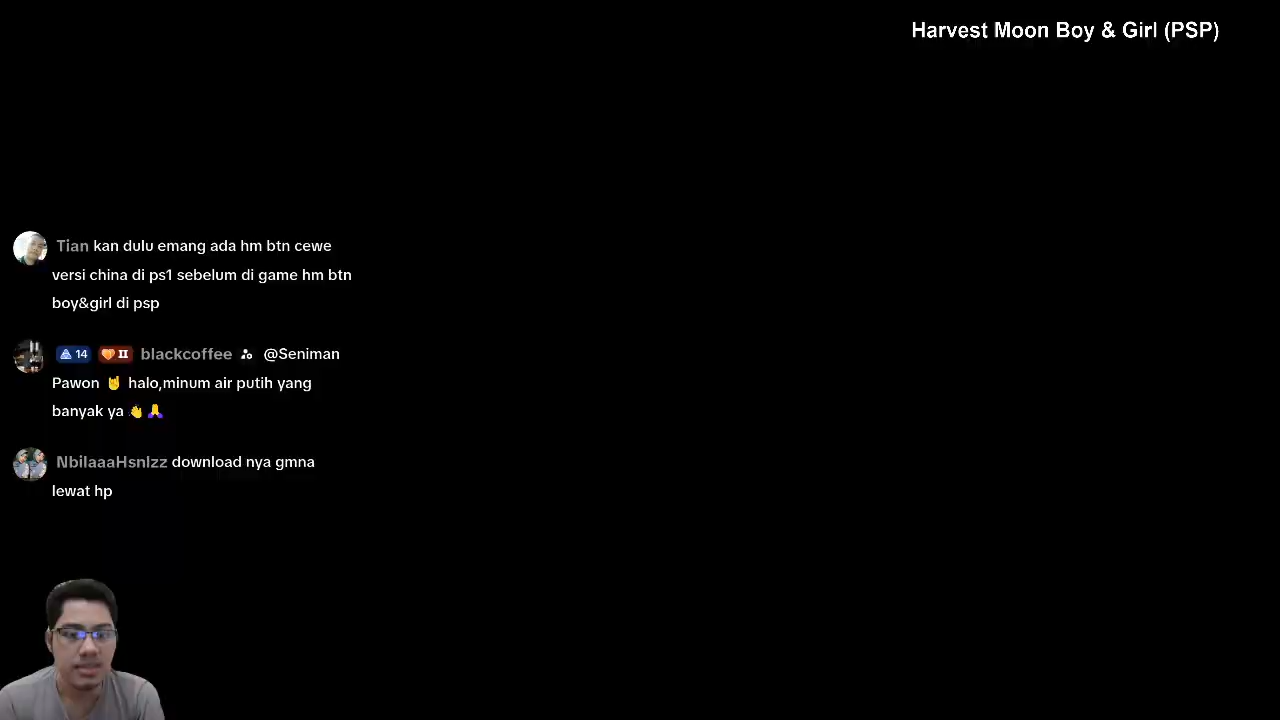 Harvest Moon Boy & Girl (PSP)
Tian kan dulu emang ada hm btn cewe
versi china di ps1 sebelum di game hm btn
boy&girl di psp
14 II blackcoffee @Seniman
Pawon 🤘 halo,minum air putih yang
banyak ya 👏🙏
NbilaaaHsnlzz download nya gmna
lewat hp